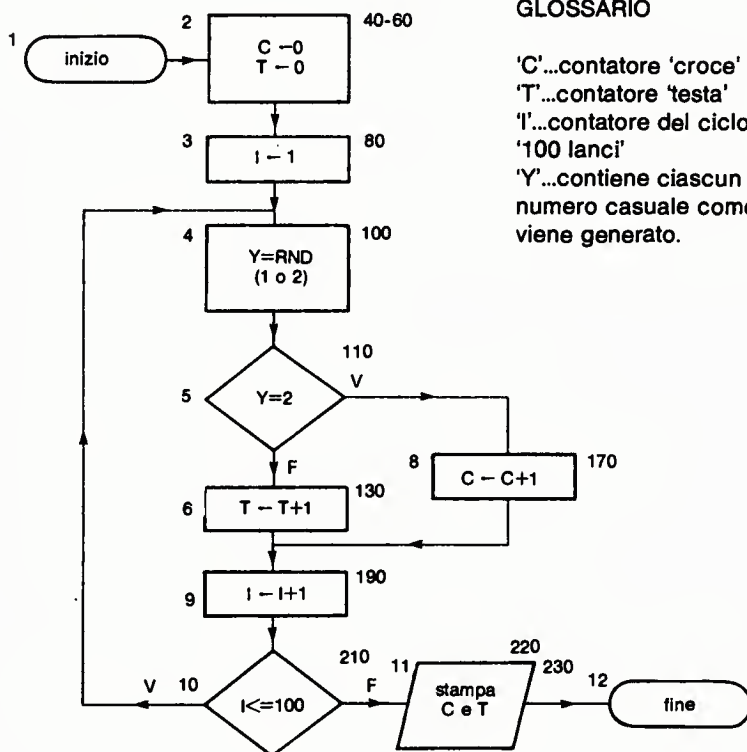 GLOSSARIO
'C'...contatore 'croce'
'T'...contatore 'testa'
'I'...contatore del ciclo
'100 lanci'
'Y'...contiene ciascun
numero casuale come
viene generato.
1
inizio
2
40-60
C ← 0
T ← 0
3
80
I ← 1
4
100
Y=RND
(1 o 2)
110
5
Y=2
V
F
8
170
C ← C+1
130
6
T ← T+1
190
9
I ← I+1
210
V
10
I<=100
F
11
220
230
stampa
C e T
12
fine